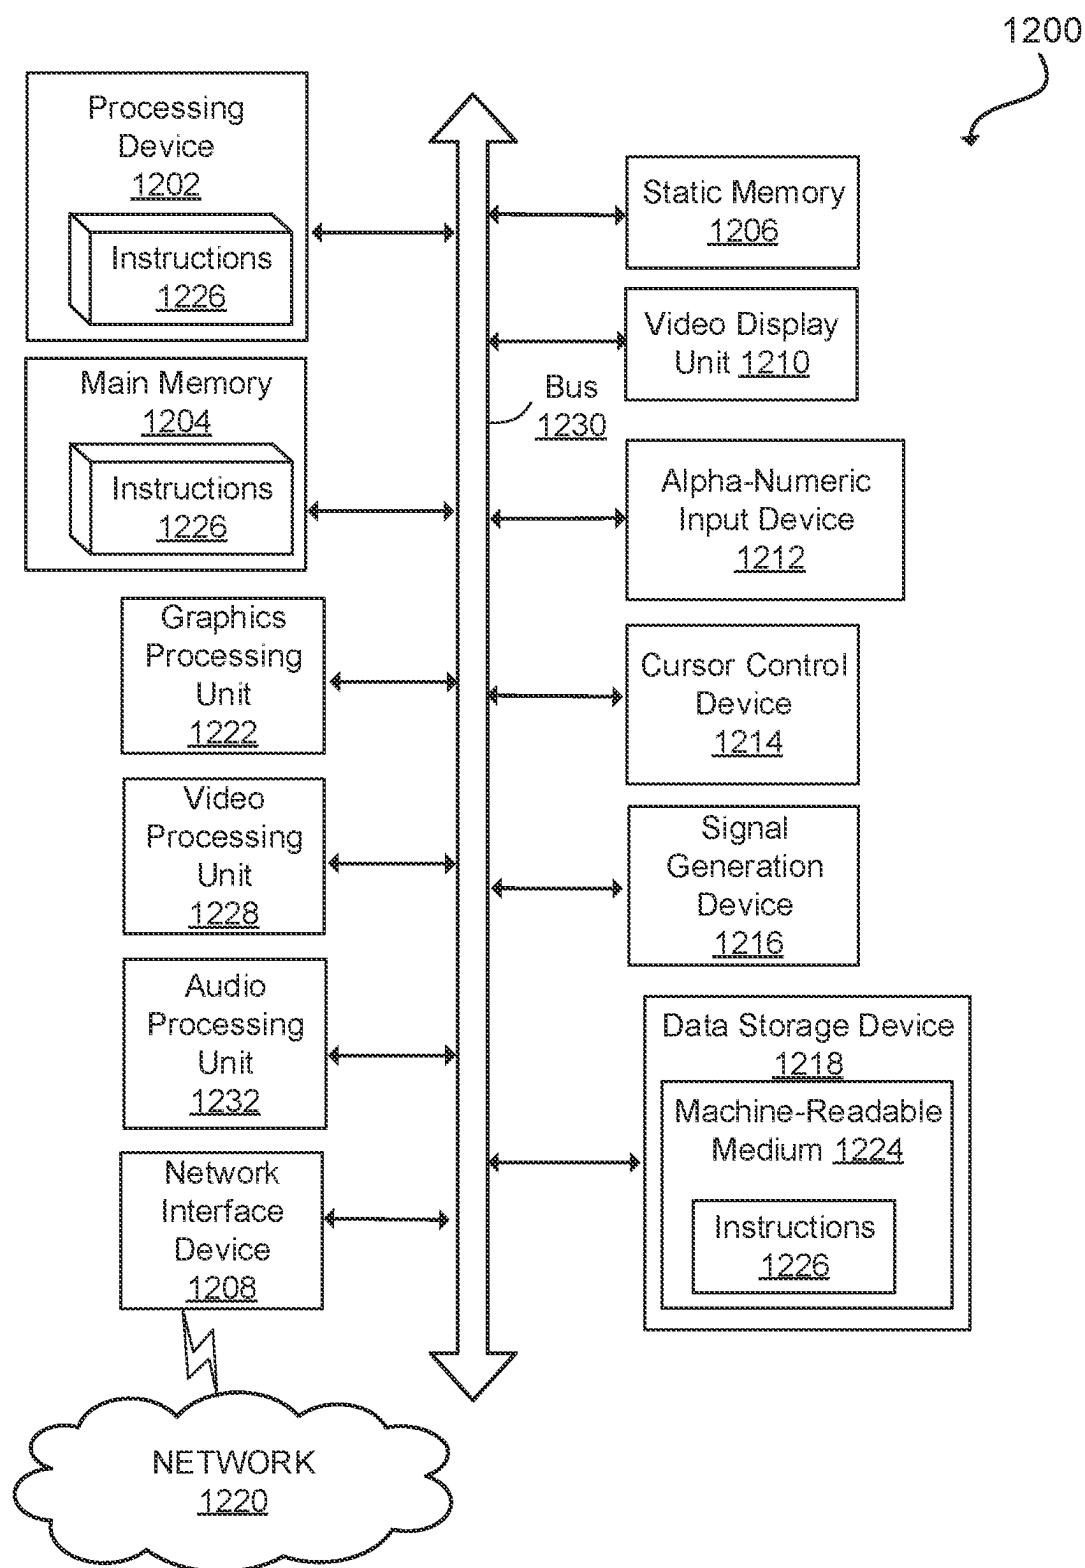 1200
Processing
Device
1202
Instructions
1226
Main Memory
1204
Instructions
1226
Graphics
Processing
Unit
1222
Video
Processing
Unit
1228
Audio
Processing
Unit
1232
Network
Interface
Device
1208
NETWORK
1220
Bus
1230
Static Memory
1206
Video Display
Unit 1210
Alpha-Numeric
Input Device
1212
Cursor Control
Device
1214
Signal
Generation
Device
1216
Data Storage Device
1218
Machine-Readable
Medium 1224
Instructions
1226